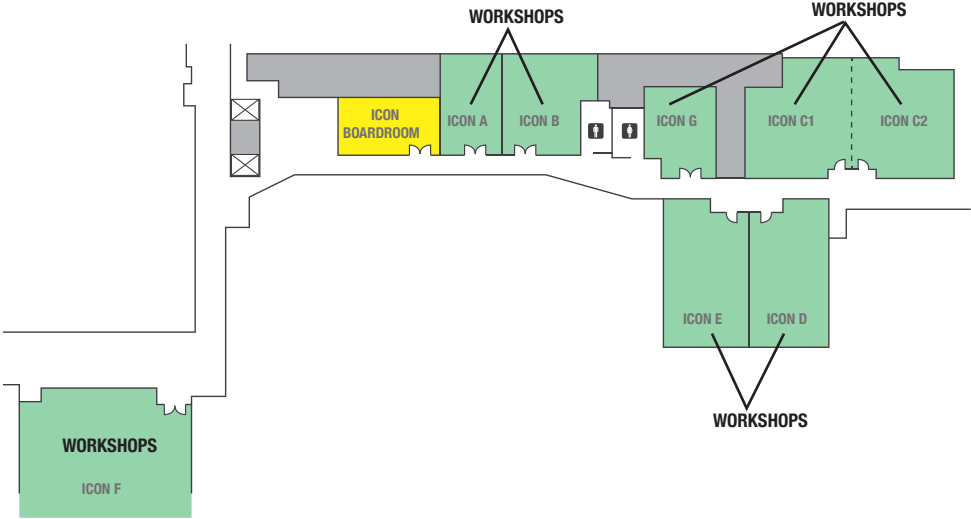 WORKSHOPS
WORKSHOPS
ICON
BOARDROOM
ICON A
ICON B
ICON G
ICON C1
ICON C2
ICON E
ICON D
WORKSHOPS
WORKSHOPS
ICON F